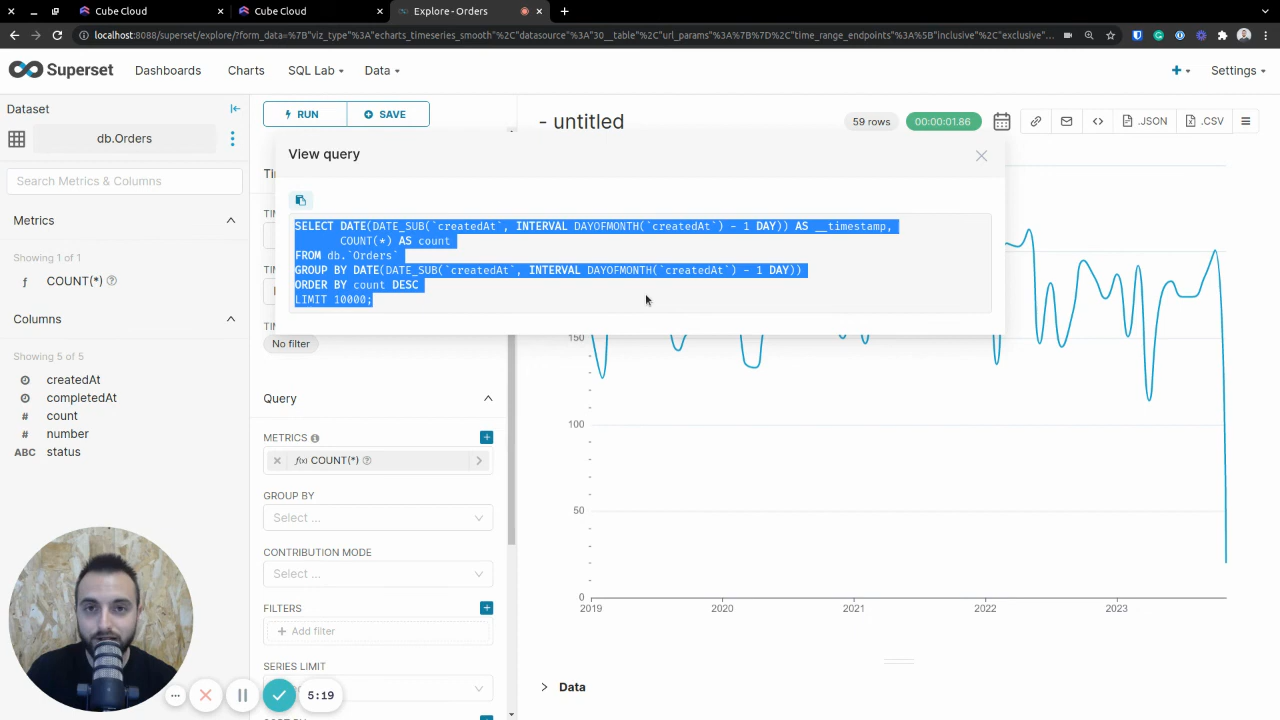 Cube Cloud
Cube Cloud
Explore - Orders
localhost:8088/superset/explore/?form_data=%7B"viz_type"%3A"echarts_timeseries_smooth"%2C"datasource"%3A"30__table"%2C"url_params"%3A%7B%7D%2C"time_range_endpoints"%3A%5B"inclusive"%2C"exclusive"...
Superset
Dashboards
Charts
SQL Lab
Data
Settings
Dataset
db.Orders
Search Metrics & Columns
Metrics
Showing 1 of 1
ƒ COUNT(*)
Columns
Showing 5 of 5
createdAt
completedAt
# count
# number
ABC status
RUN
SAVE
- untitled
59 rows
00:00:01.86
.JSON
.CSV
View query
SELECT DATE(DATE_SUB(`createdAt`, INTERVAL DAYOFMONTH(`createdAt`) - 1 DAY)) AS __timestamp,
COUNT(*) AS count
FROM db.`Orders`
GROUP BY DATE(DATE_SUB(`createdAt`, INTERVAL DAYOFMONTH(`createdAt`) - 1 DAY))
ORDER BY count DESC
LIMIT 10000;
No filter
Query
METRICS
f(x) COUNT(*)
GROUP BY
Select ...
CONTRIBUTION MODE
Select ...
FILTERS
+ Add filter
SERIES LIMIT
150
100
50
0
2019
2020
2021
2022
2023
Data
5:19